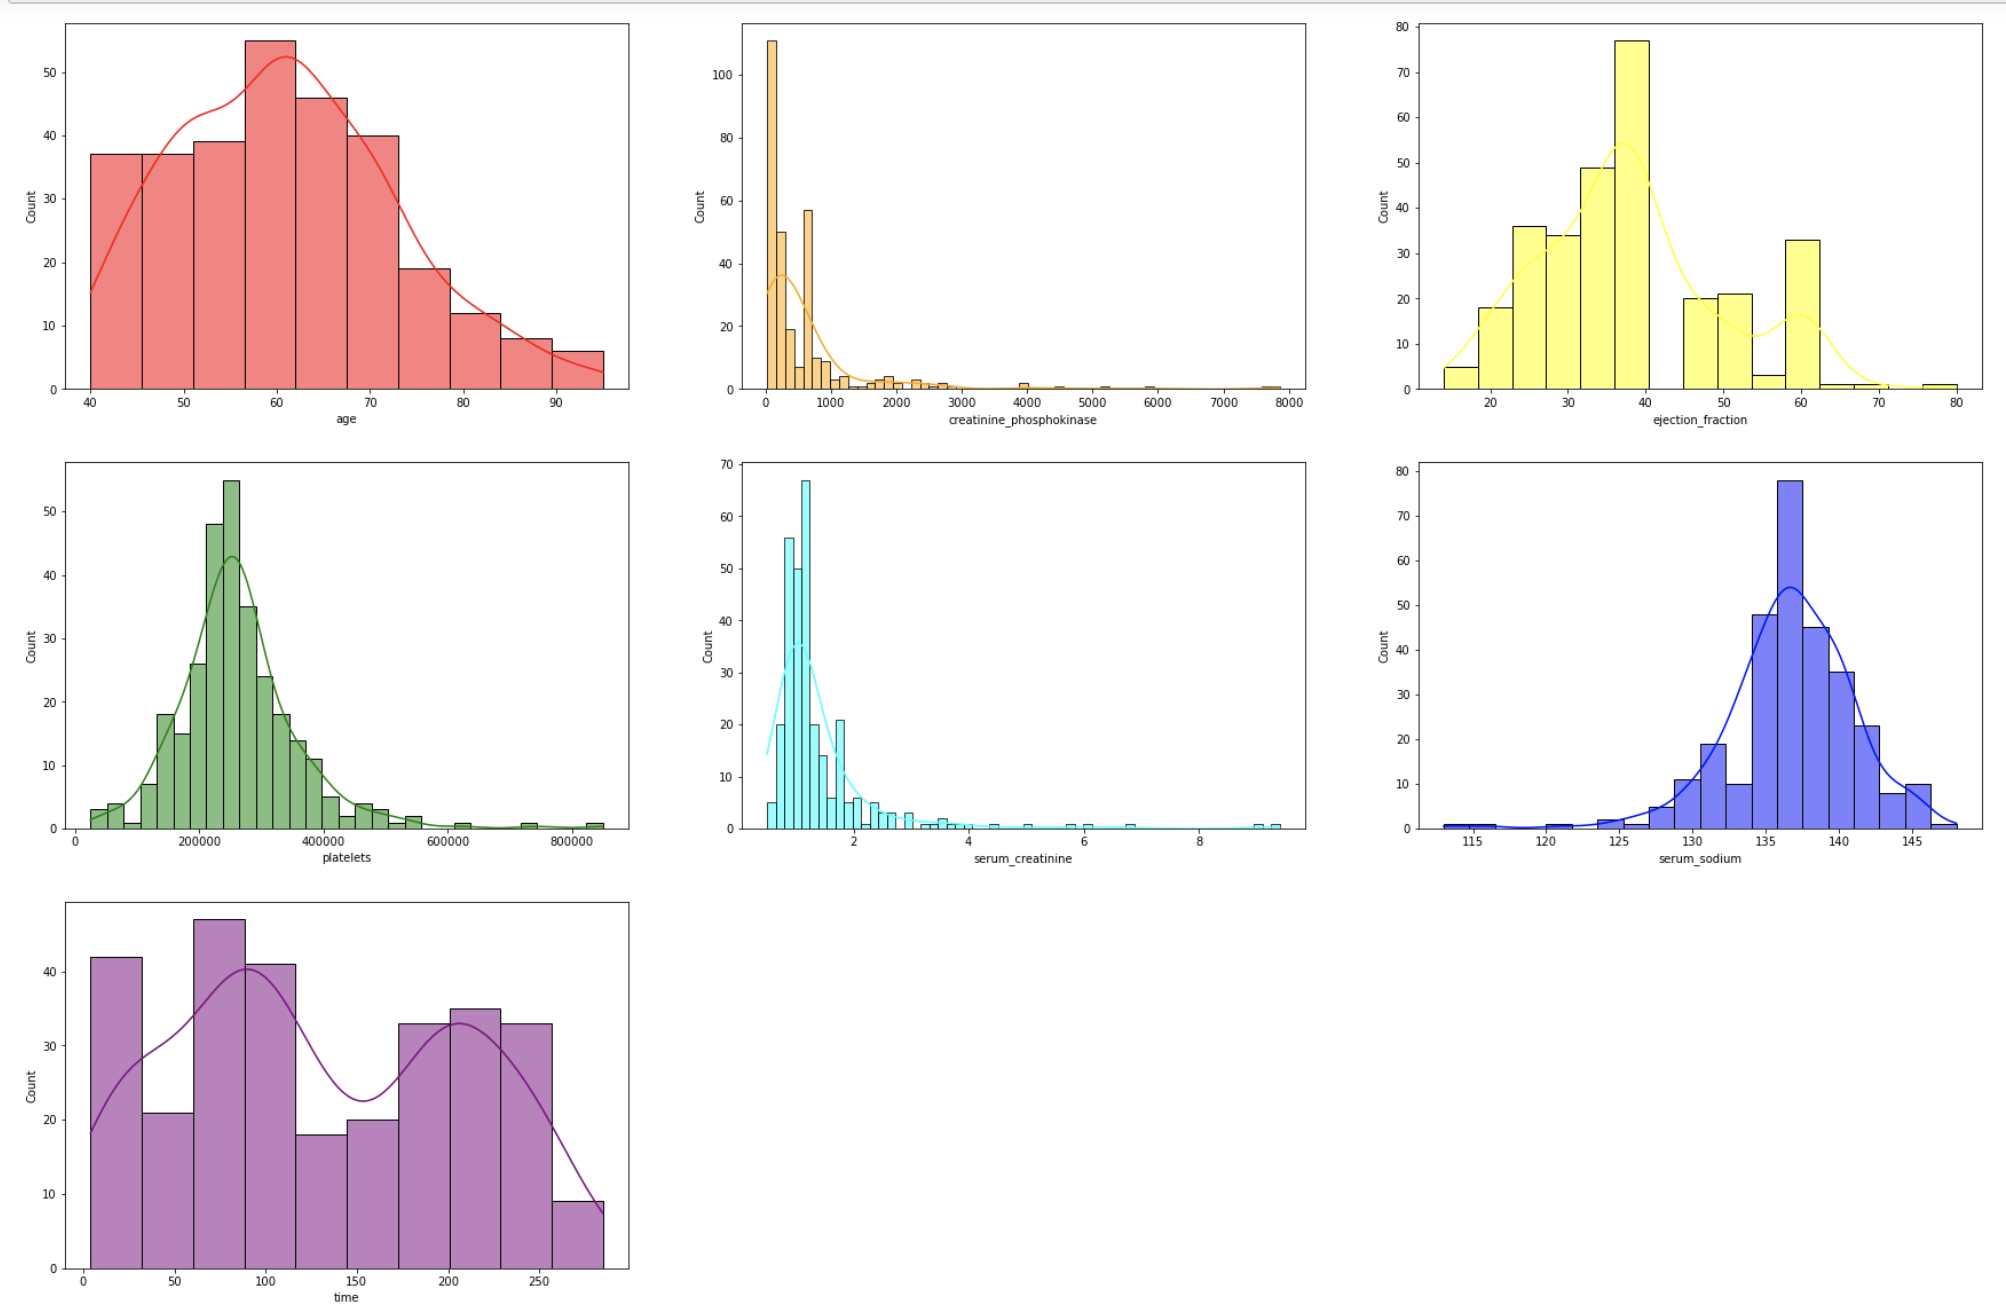 Count
50
40
30
20
10
0
40 50 60 70 80 90
age
Count
100
80
60
40
20
0
0 1000 2000 3000 4000 5000 6000 7000 8000
creatinine_phosphokinase
Count
80
70
60
50
40
30
20
10
0
20 30 40 50 60 70 80
ejection_fraction
Count
50
40
30
20
10
0
0 200000 400000 600000 800000
platelets
Count
70
60
50
40
30
20
10
0
2 4 6 8
serum_creatinine
Count
80
70
60
50
40
30
20
10
0
115 120 125 130 135 140 145
serum_sodium
Count
40
30
20
10
0
0 50 100 150 200 250
time